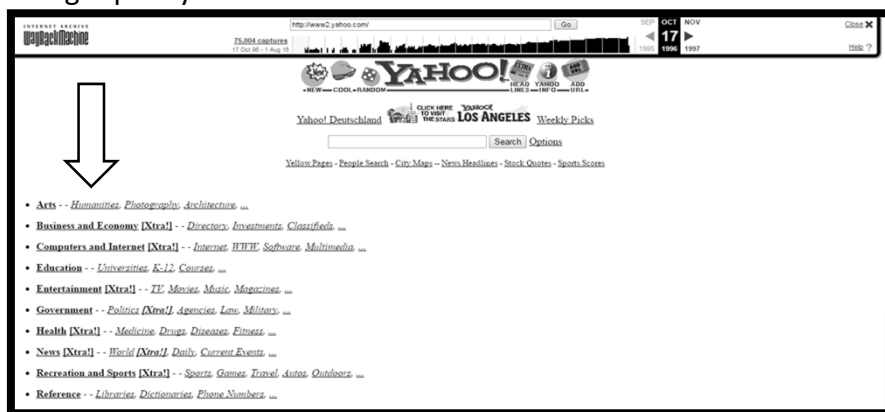 INTERNET ARCHIVE
WayBackMachine
http://www2.yahoo.com/ Go
75,004 captures
17 Oct 96 - 1 Aug 16
SEP OCT NOV
17
1995 1996 1997
Close X
Help ?
YAHOO!
NEW COOL RANDOM HEAD LINES YAHOO INFO ADD URL
Yahoo! Deutschland CLICK HERE TO VISIT THE STARS YAHOO! LOS ANGELES Weekly Picks
Search Options
Yellow Pages - People Search - City Maps -- News Headlines - Stock Quotes - Sports Scores
• Arts - - Humanities, Photography, Architecture, ...
• Business and Economy [Xtra!] - - Directory, Investments, Classifieds, ...
• Computers and Internet [Xtra!] - - Internet, WWW, Software, Multimedia, ...
• Education - - Universities, K-12, Courses, ...
• Entertainment [Xtra!] - - TV, Movies, Music, Magazines, ...
• Government - - Politics [Xtra!], Agencies, Law, Military, ...
• Health [Xtra!] - - Medicine, Drugs, Diseases, Fitness, ...
• News [Xtra!] - - World [Xtra!], Daily, Current Events, ...
• Recreation and Sports [Xtra!] - - Sports, Games, Travel, Autos, Outdoors, ...
• Reference - - Libraries, Dictionaries, Phone Numbers, ...